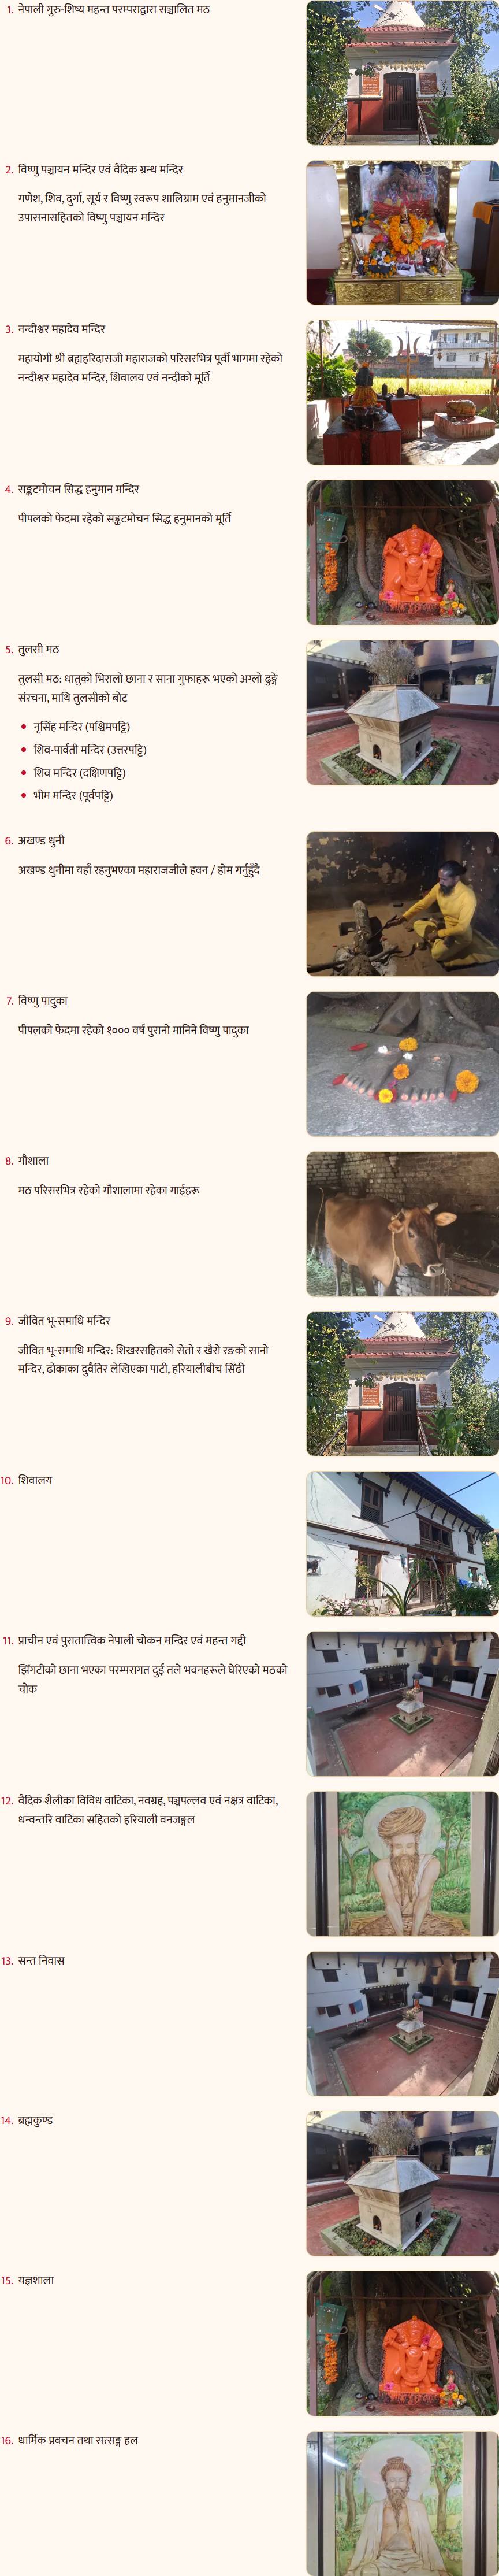 1. नेपाली गुरु-शिष्य महन्त परम्पराद्वारा सञ्चालित मठ
2. विष्णु पञ्चायन मन्दिर एवं वैदिक ग्रन्थ मन्दिर
गणेश, शिव, दुर्गा, सूर्य र विष्णु स्वरूप शालिग्राम एवं हनुमानजीको
उपासनासहितको विष्णु पञ्चायन मन्दिर
3. नन्दीश्वर महादेव मन्दिर
महायोगी श्री ब्रह्महरिदासजी महाराजको परिसरभित्र पूर्वी भागमा रहेको
नन्दीश्वर महादेव मन्दिर, शिवालय एवं नन्दीको मूर्ति
4. सङ्कटमोचन सिद्ध हनुमान मन्दिर
पीपलको फेदमा रहेको सङ्कटमोचन सिद्ध हनुमानको मूर्ति
5. तुलसी मठ
तुलसी मठ: धातुको भिरालो छाना र साना गुफाहरू भएको अग्लो ढुङ्गे
संरचना, माथि तुलसीको बोट
• नृसिंह मन्दिर (पश्चिमपट्टि)
• शिव-पार्वती मन्दिर (उत्तरपट्टि)
• शिव मन्दिर (दक्षिणपट्टि)
• भीम मन्दिर (पूर्वपट्टि)
6. अखण्ड धुनी
अखण्ड धुनीमा यहाँ रहनुभएका महाराजजीले हवन / होम गर्नुहुँदै
7. विष्णु पादुका
पीपलको फेदमा रहेको १००० वर्ष पुरानो मानिने विष्णु पादुका
8. गौशाला
मठ परिसरभित्र रहेको गौशालामा रहेका गाईहरू
9. जीवित भू-समाधि मन्दिर
जीवित भू-समाधि मन्दिर: शिखरसहितको सेतो र खैरो रङको सानो
मन्दिर, ढोकाका दुवैतिर लेखिएका पाटी, हरियालीबीच सिँढी
10. शिवालय
11. प्राचीन एवं पुरातात्त्विक नेपाली चोकन मन्दिर एवं महन्त गद्दी
झिँगटीको छाना भएका परम्परागत दुई तले भवनहरूले घेरिएको मठको
चोक
12. वैदिक शैलीका विविध वाटिका, नवग्रह, पञ्चपल्लव एवं नक्षत्र वाटिका,
धन्वन्तरि वाटिका सहितको हरियाली वनजङ्गल
13. सन्त निवास
14. ब्रह्मकुण्ड
15. यज्ञशाला
16. धार्मिक प्रवचन तथा सत्सङ्ग हल